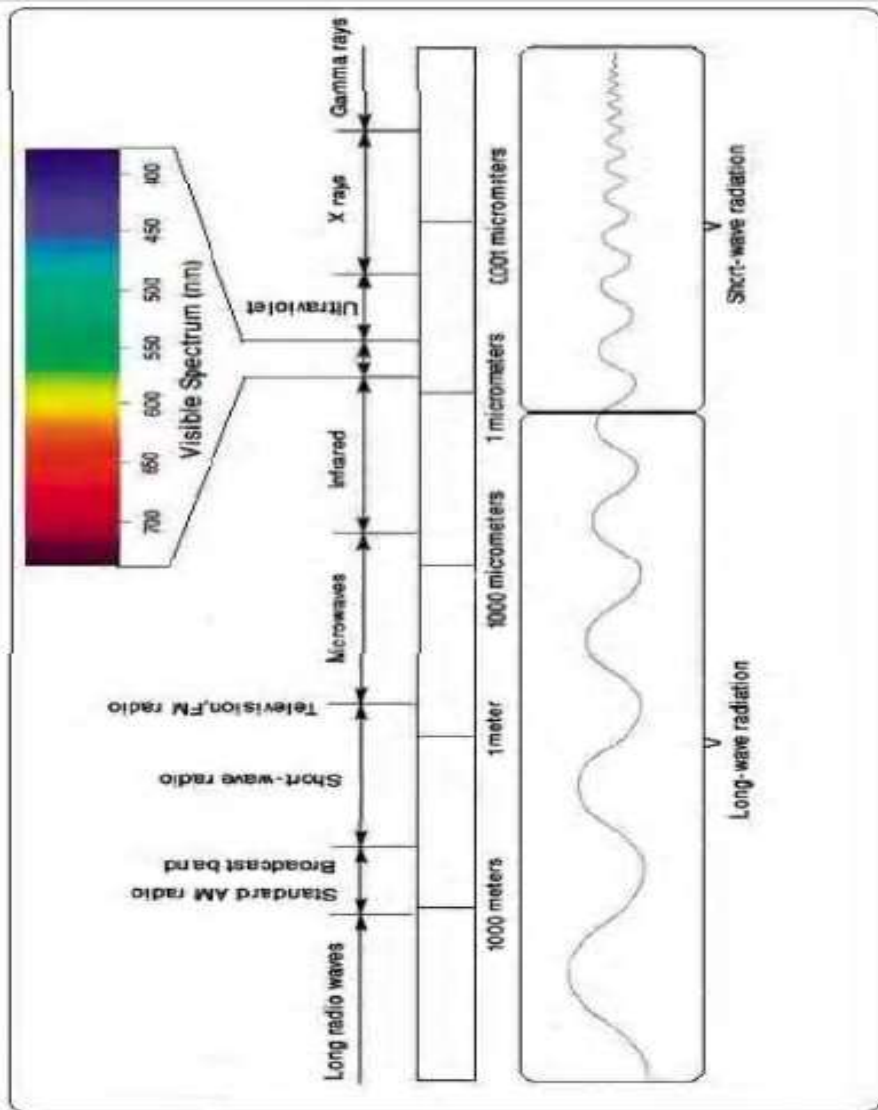 400
450
500
550
600
650
700
Visible Spectrum (nm)
Gamma rays
X rays
Ultraviolet
Infrared
Microwaves
Television,FM radio
Short-wave radio
Broadcast band
Standard AM radio
Long radio waves
0,001 micromiters
1 micrometers
1000 micrometers
1 meter
1000 meters
Short-wave radiation
Long-wave radiation